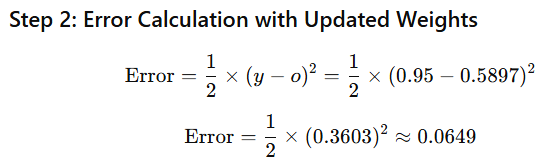 Step 2: Error Calculation with Updated Weights
Error = 1/2 × (y − o)² = 1/2 × (0.95 − 0.5897)²
Error = 1/2 × (0.3603)² ≈ 0.0649